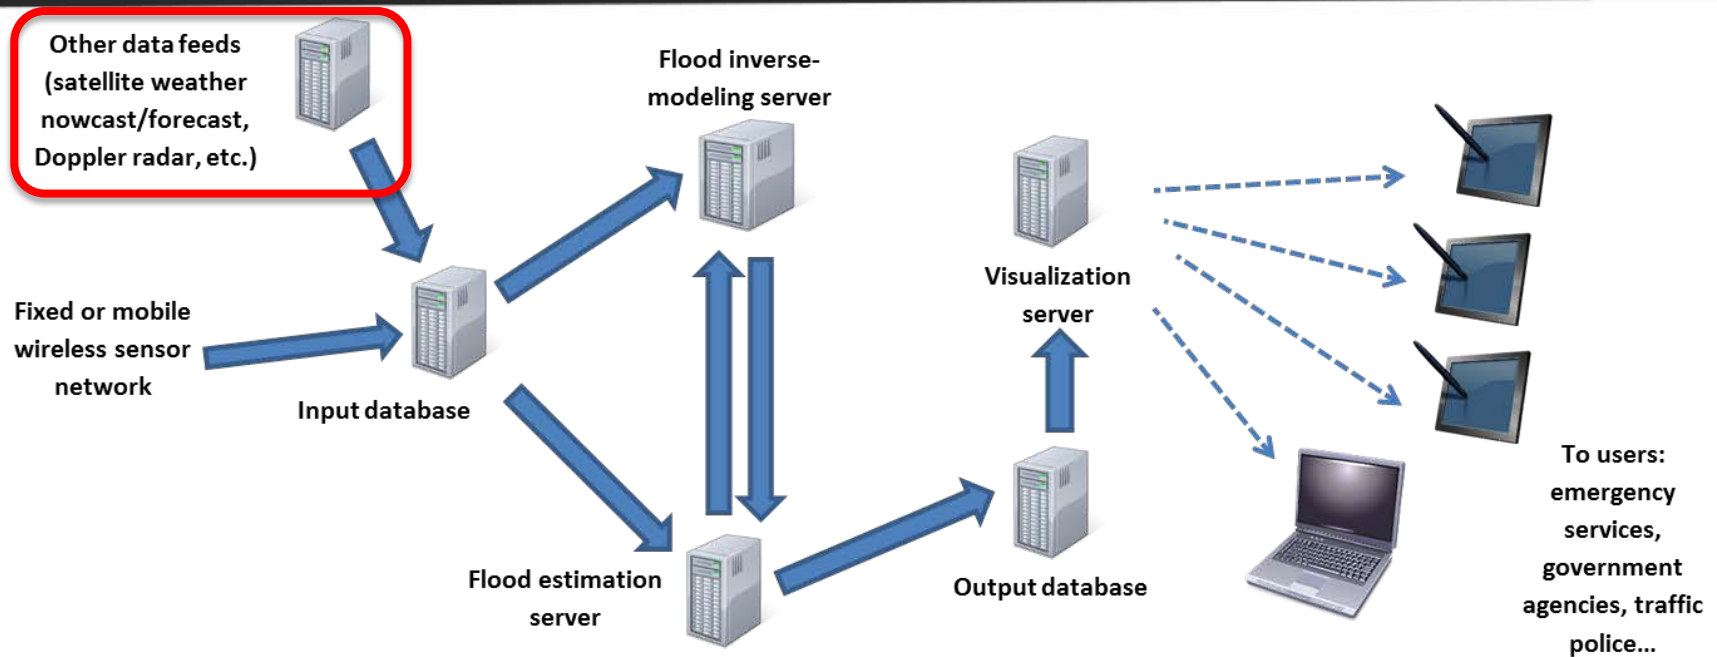 Other data feeds
(satellite weather
nowcast/forecast,
Doppler radar, etc.)
Flood inverse-
modeling server
Fixed or mobile
wireless sensor
network
Input database
Visualization
server
Flood estimation
server
Output database
To users:
emergency
services,
government
agencies, traffic
police...